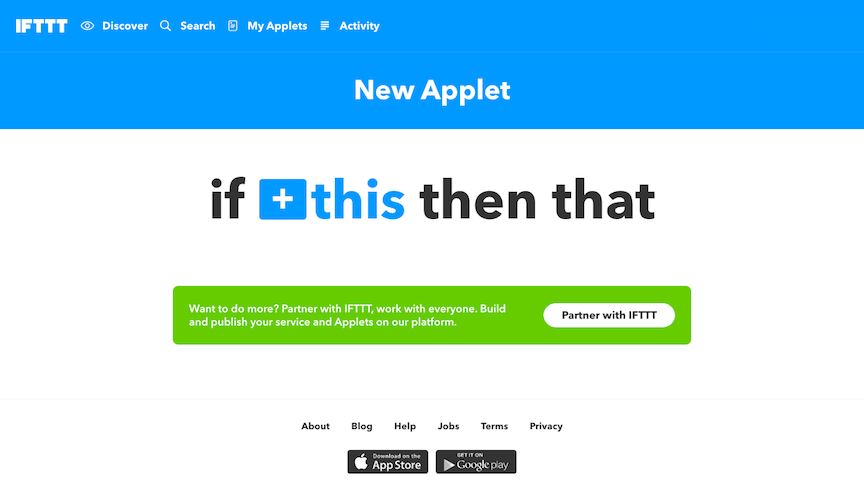 IFTTT Discover Search My Applets Activity
New Applet
if +this then that
Want to do more? Partner with IFTTT, work with everyone. Build
and publish your service and Applets on our platform.
Partner with IFTTT
About Blog Help Jobs Terms Privacy
Download on the
App Store
GET IT ON
Google play